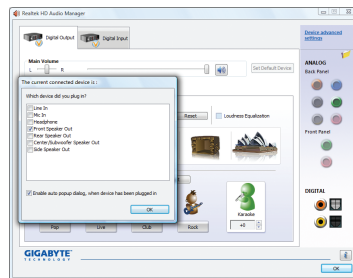 Realtek HD Audio Manager
Digital Output
Digital Input
Device advanced settings
Main Volume
L
R
Set Default Device
ANALOG
Back Panel
The current connected device is :
Which device did you plug in?
Line In
Mic In
Headphone
Front Speaker Out
Rear Speaker Out
Center/Subwoofer Speaker Out
Side Speaker Out
Enable auto popup dialog, when device has been plugged in
OK
Reset
Loudness Equalization
Front Panel
Karaoke
+0
DIGITAL
Pop
Live
Club
Rock
GIGABYTE
TECHNOLOGY
OK